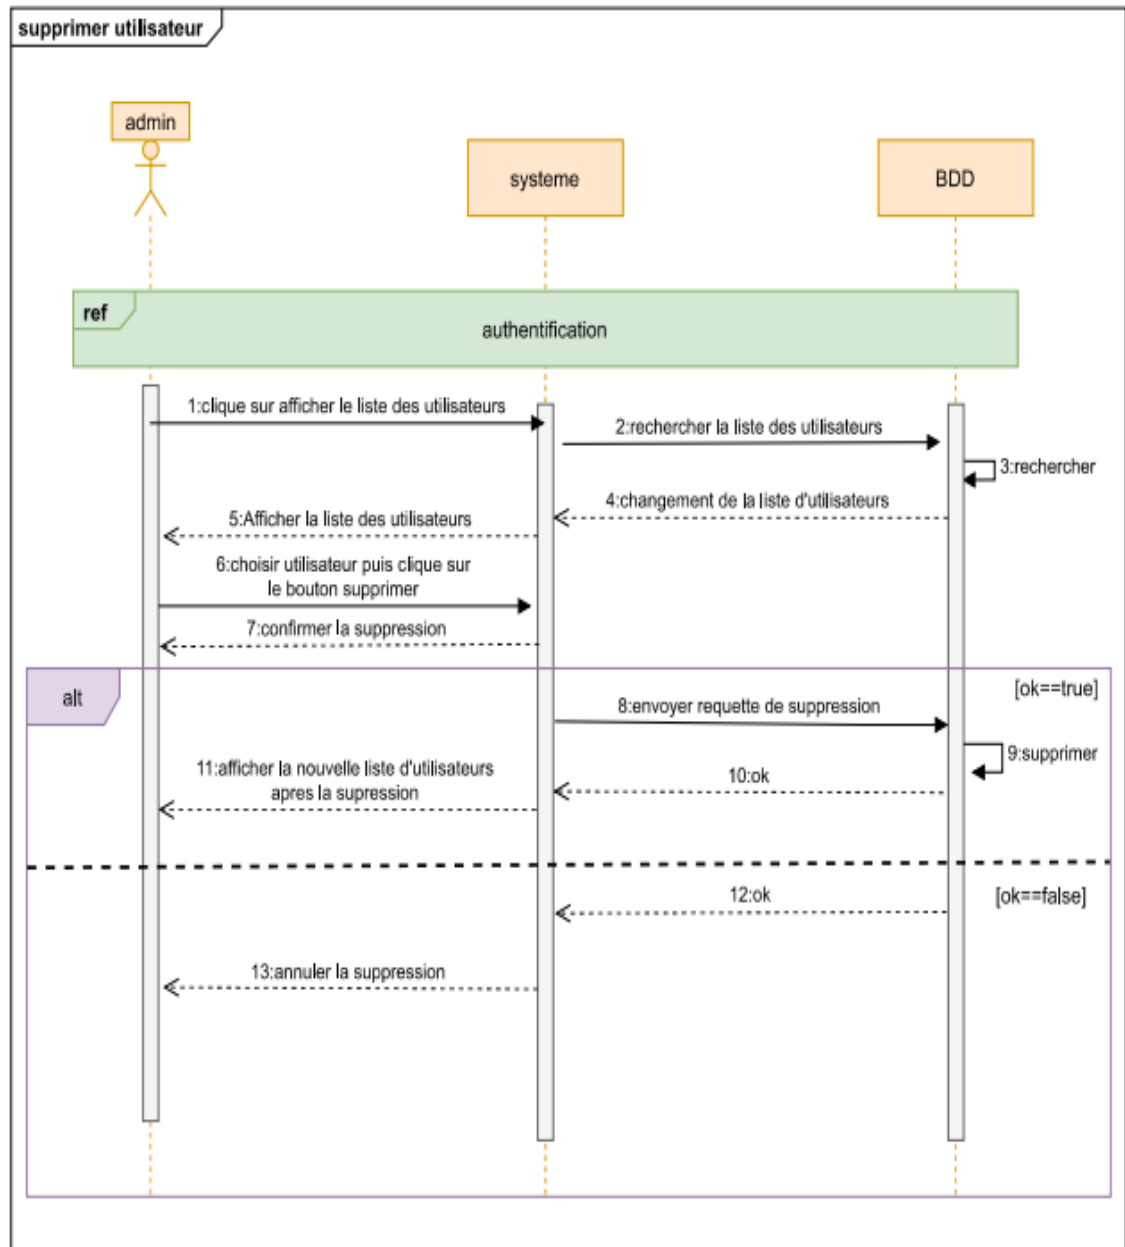 supprimer utilisateur
admin
systeme
BDD
ref
authentification
1:clique sur afficher le liste des utilisateurs
2:rechercher la liste des utilisateurs
3:rechercher
4:changement de la liste d'utilisateurs
5:Afficher la liste des utilisateurs
6:choisir utilisateur puis clique sur
le bouton supprimer
7:confirmer la suppression
alt
[ok==true]
8:envoyer requette de suppression
9:supprimer
10:ok
11:afficher la nouvelle liste d'utilisateurs
apres la supression
[ok==false]
12:ok
13:annuler la suppression